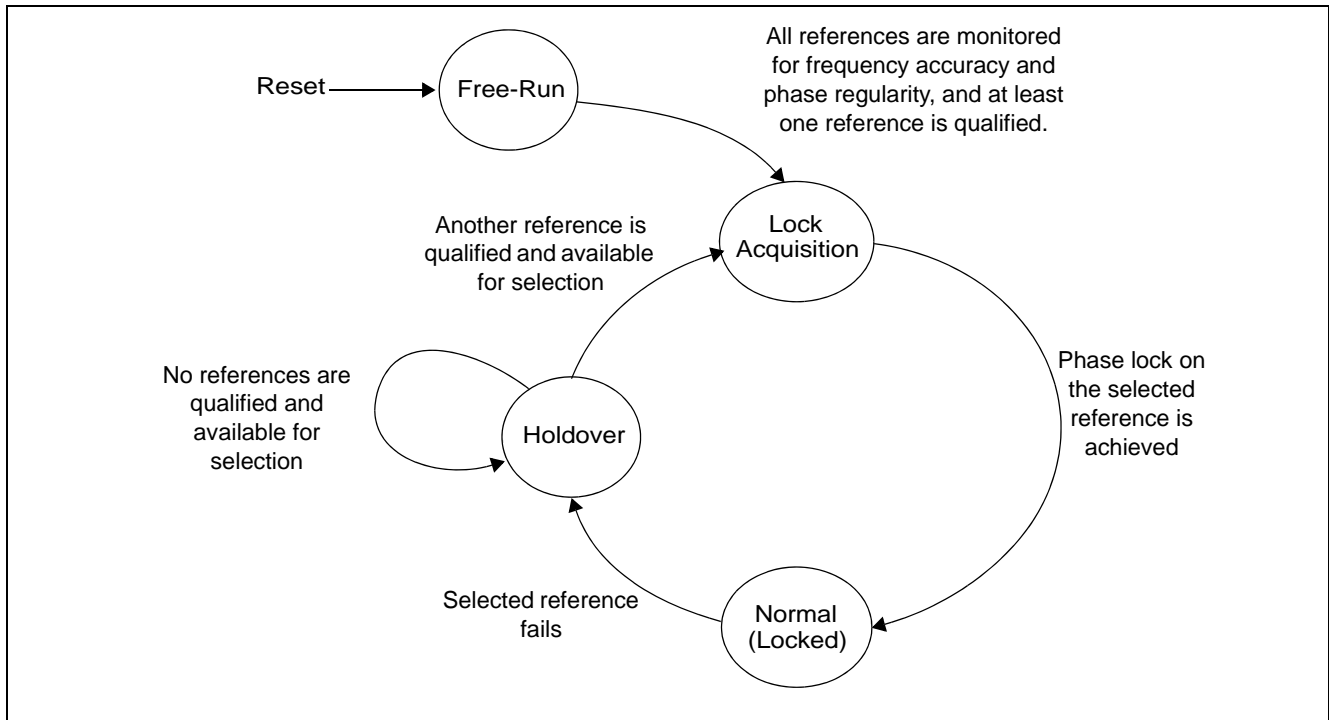 Reset
Free-Run
All references are monitored
for frequency accuracy and
phase regularity, and at least
one reference is qualified.
Lock
Acquisition
Another reference is
qualified and available
for selection
No references are
qualified and
available for
selection
Holdover
Phase lock on
the selected
reference is
achieved
Selected reference
fails
Normal
(Locked)